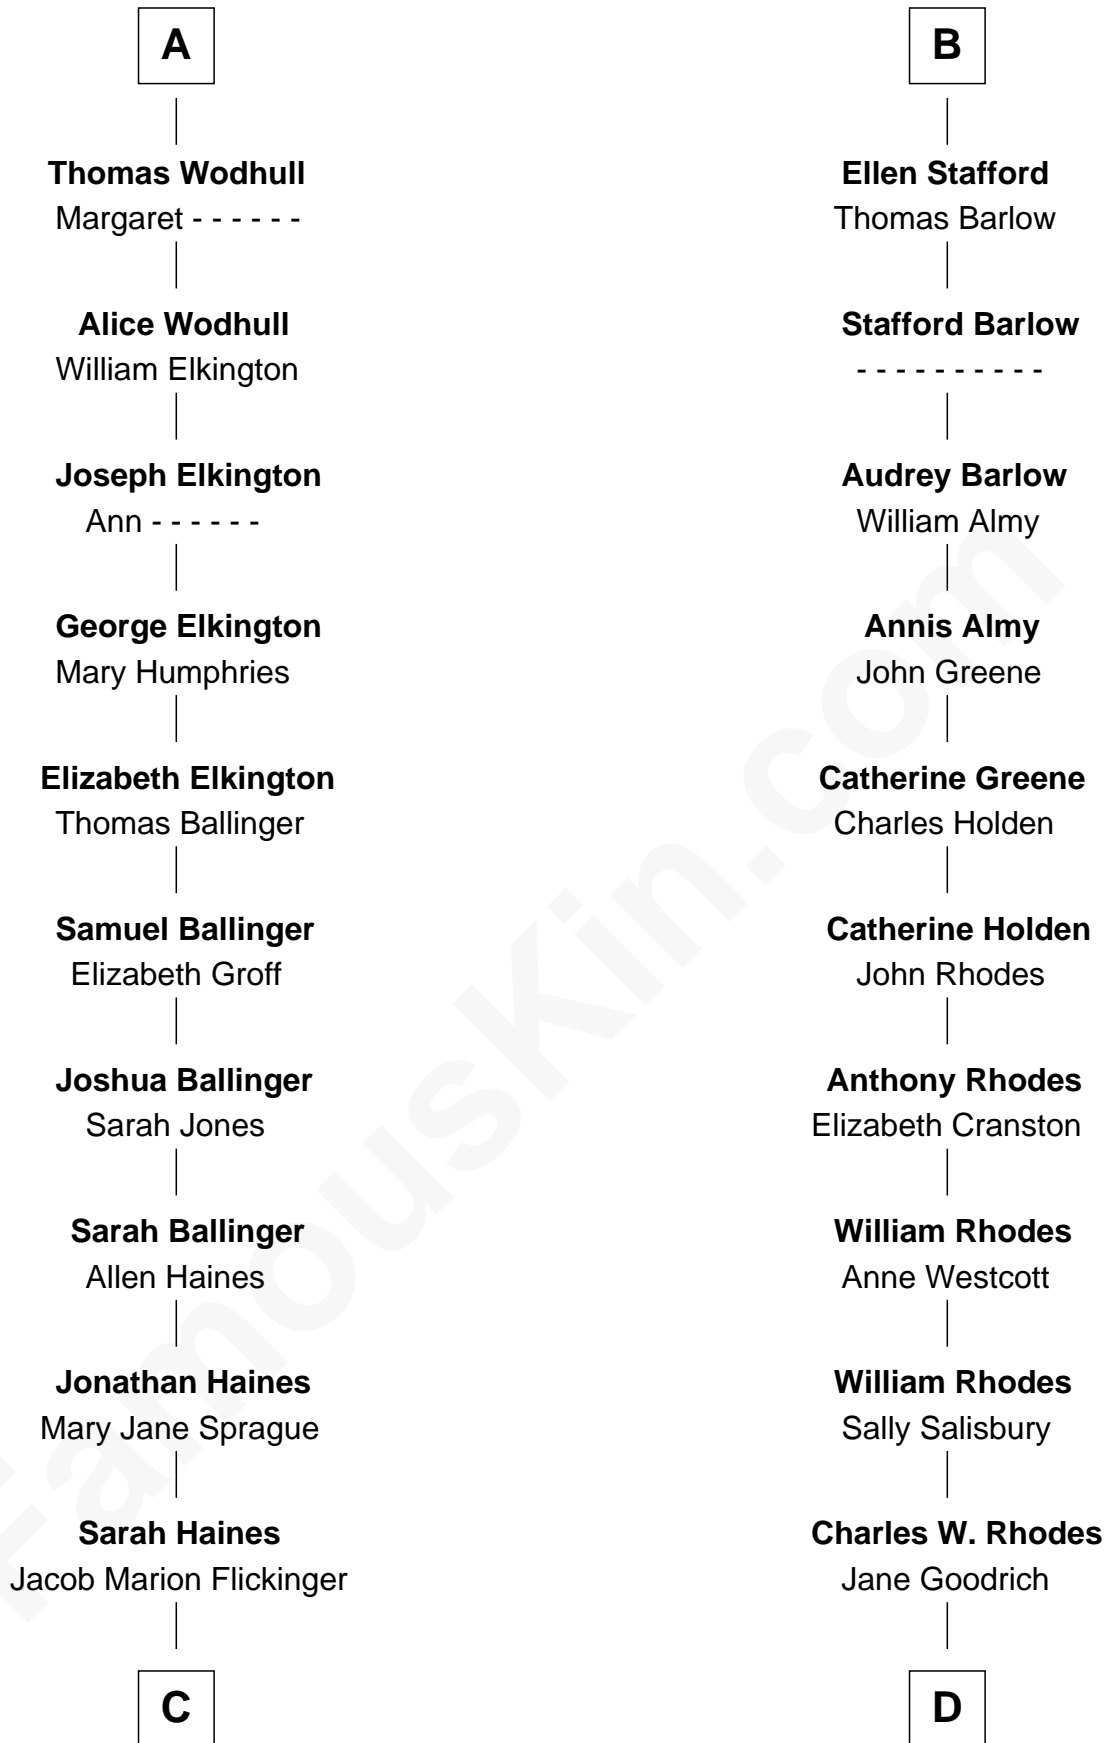 A
Thomas Wodhull
Margaret - - - - - -
Alice Wodhull
William Elkington
Joseph Elkington
Ann - - - - - -
George Elkington
Mary Humphries
Elizabeth Elkington
Thomas Ballinger
Samuel Ballinger
Elizabeth Groff
Joshua Ballinger
Sarah Jones
Sarah Ballinger
Allen Haines
Jonathan Haines
Mary Jane Sprague
Sarah Haines
Jacob Marion Flickinger
C
B
Ellen Stafford
Thomas Barlow
Stafford Barlow
- - - - - - - - - -
Audrey Barlow
William Almy
Annis Almy
John Greene
Catherine Greene
Charles Holden
Catherine Holden
John Rhodes
Anthony Rhodes
Elizabeth Cranston
William Rhodes
Anne Westcott
William Rhodes
Sally Salisbury
Charles W. Rhodes
Jane Goodrich
D
FamousKin.com